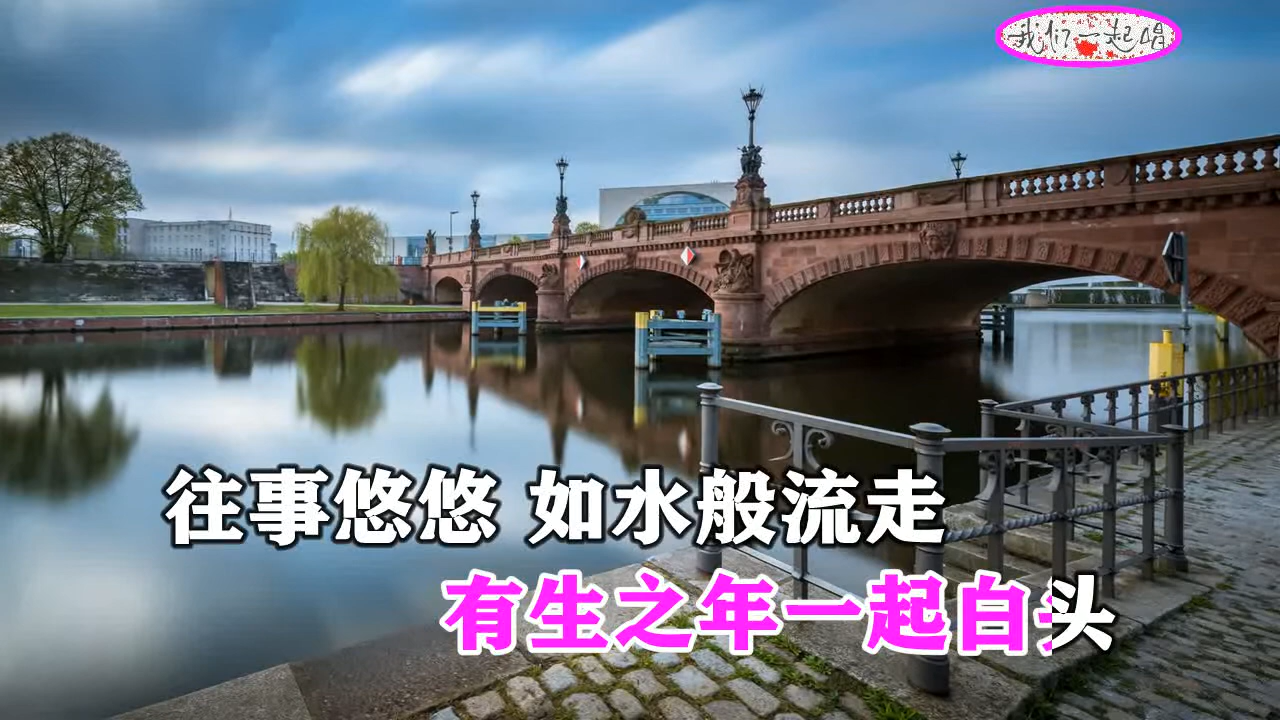 我们一起唱
往事悠悠 如水般流走
有生之年一起白头